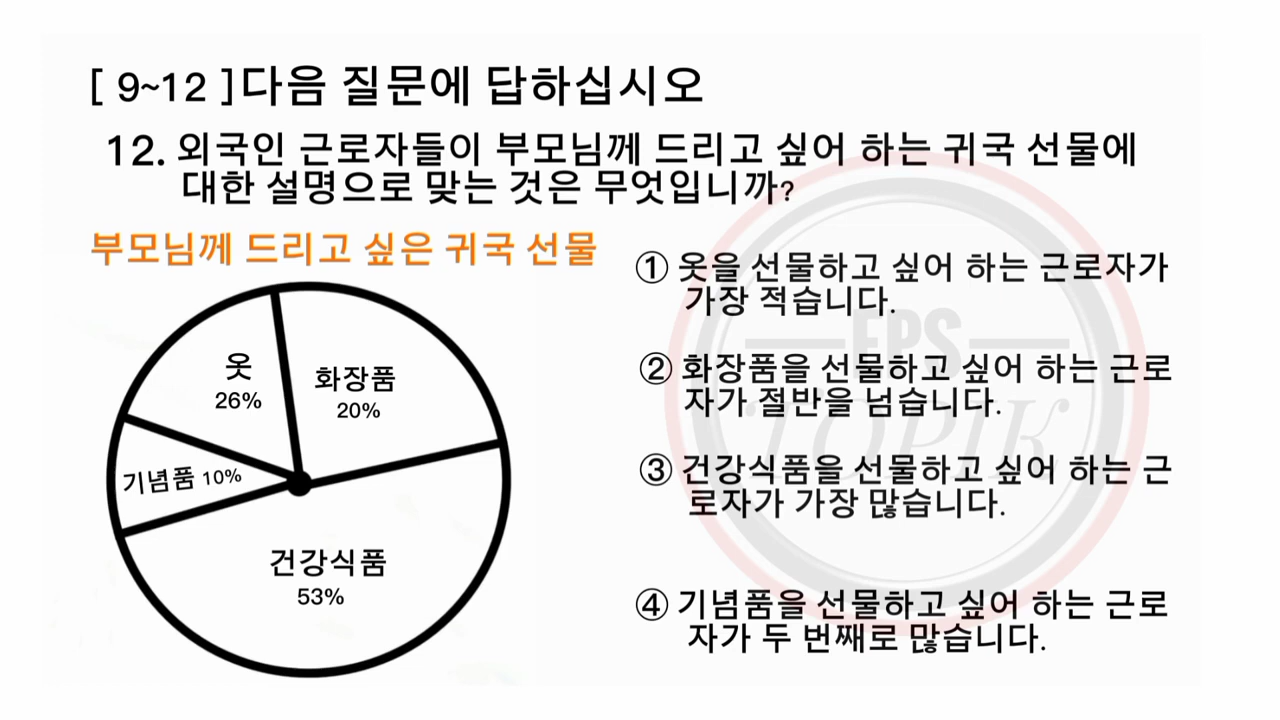 [ 9~12 ]다음 질문에 답하십시오
12. 외국인 근로자들이 부모님께 드리고 싶어 하는 귀국 선물에
대한 설명으로 맞는 것은 무엇입니까?
부모님께 드리고 싶은 귀국 선물
옷
26%
화장품
20%
기념품 10%
건강식품
53%
① 옷을 선물하고 싶어 하는 근로자가
가장 적습니다.
② 화장품을 선물하고 싶어 하는 근로
자가 절반을 넘습니다.
③ 건강식품을 선물하고 싶어 하는 근
로자가 가장 많습니다.
④ 기념품을 선물하고 싶어 하는 근로
자가 두 번째로 많습니다.
EPS
TOPIK